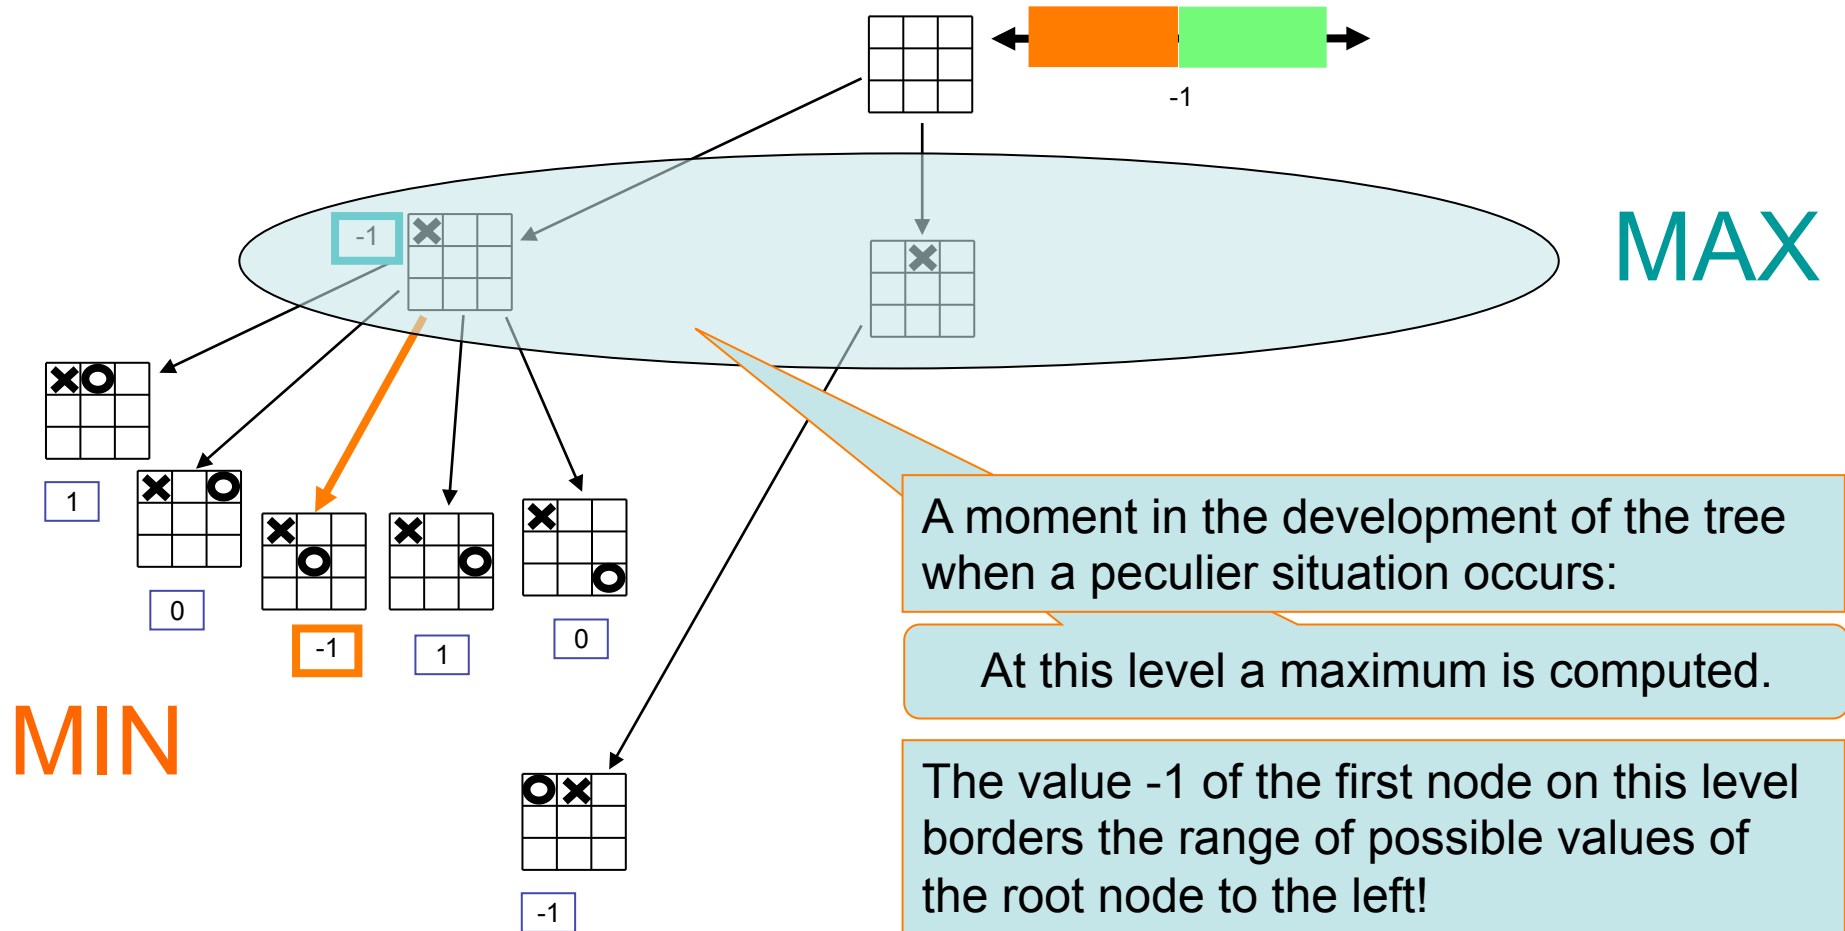 -1
MAX
-1
1
0
-1
1
0
MIN
-1
A moment in the development of the tree
when a peculier situation occurs:
At this level a maximum is computed.
The value -1 of the first node on this level
borders the range of possible values of
the root node to the left!